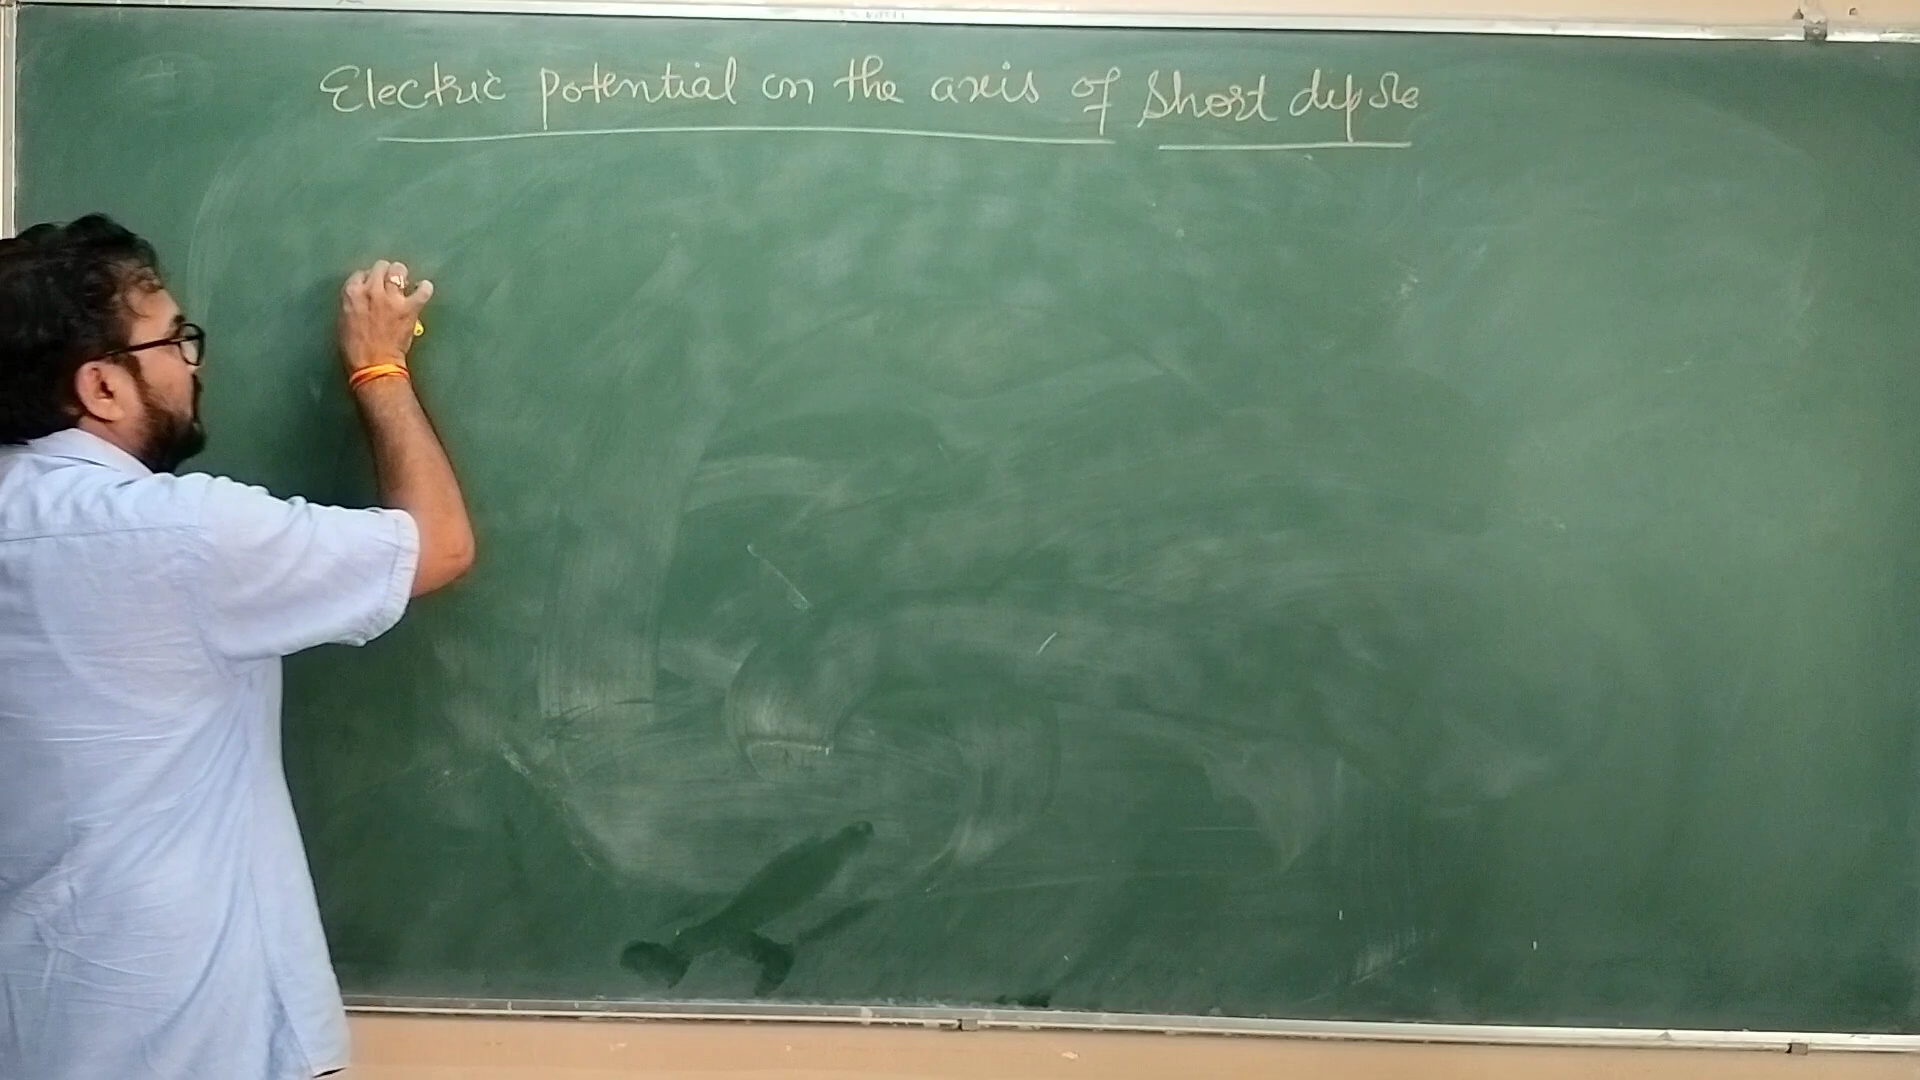 Electric potential on the axis of Short dipole